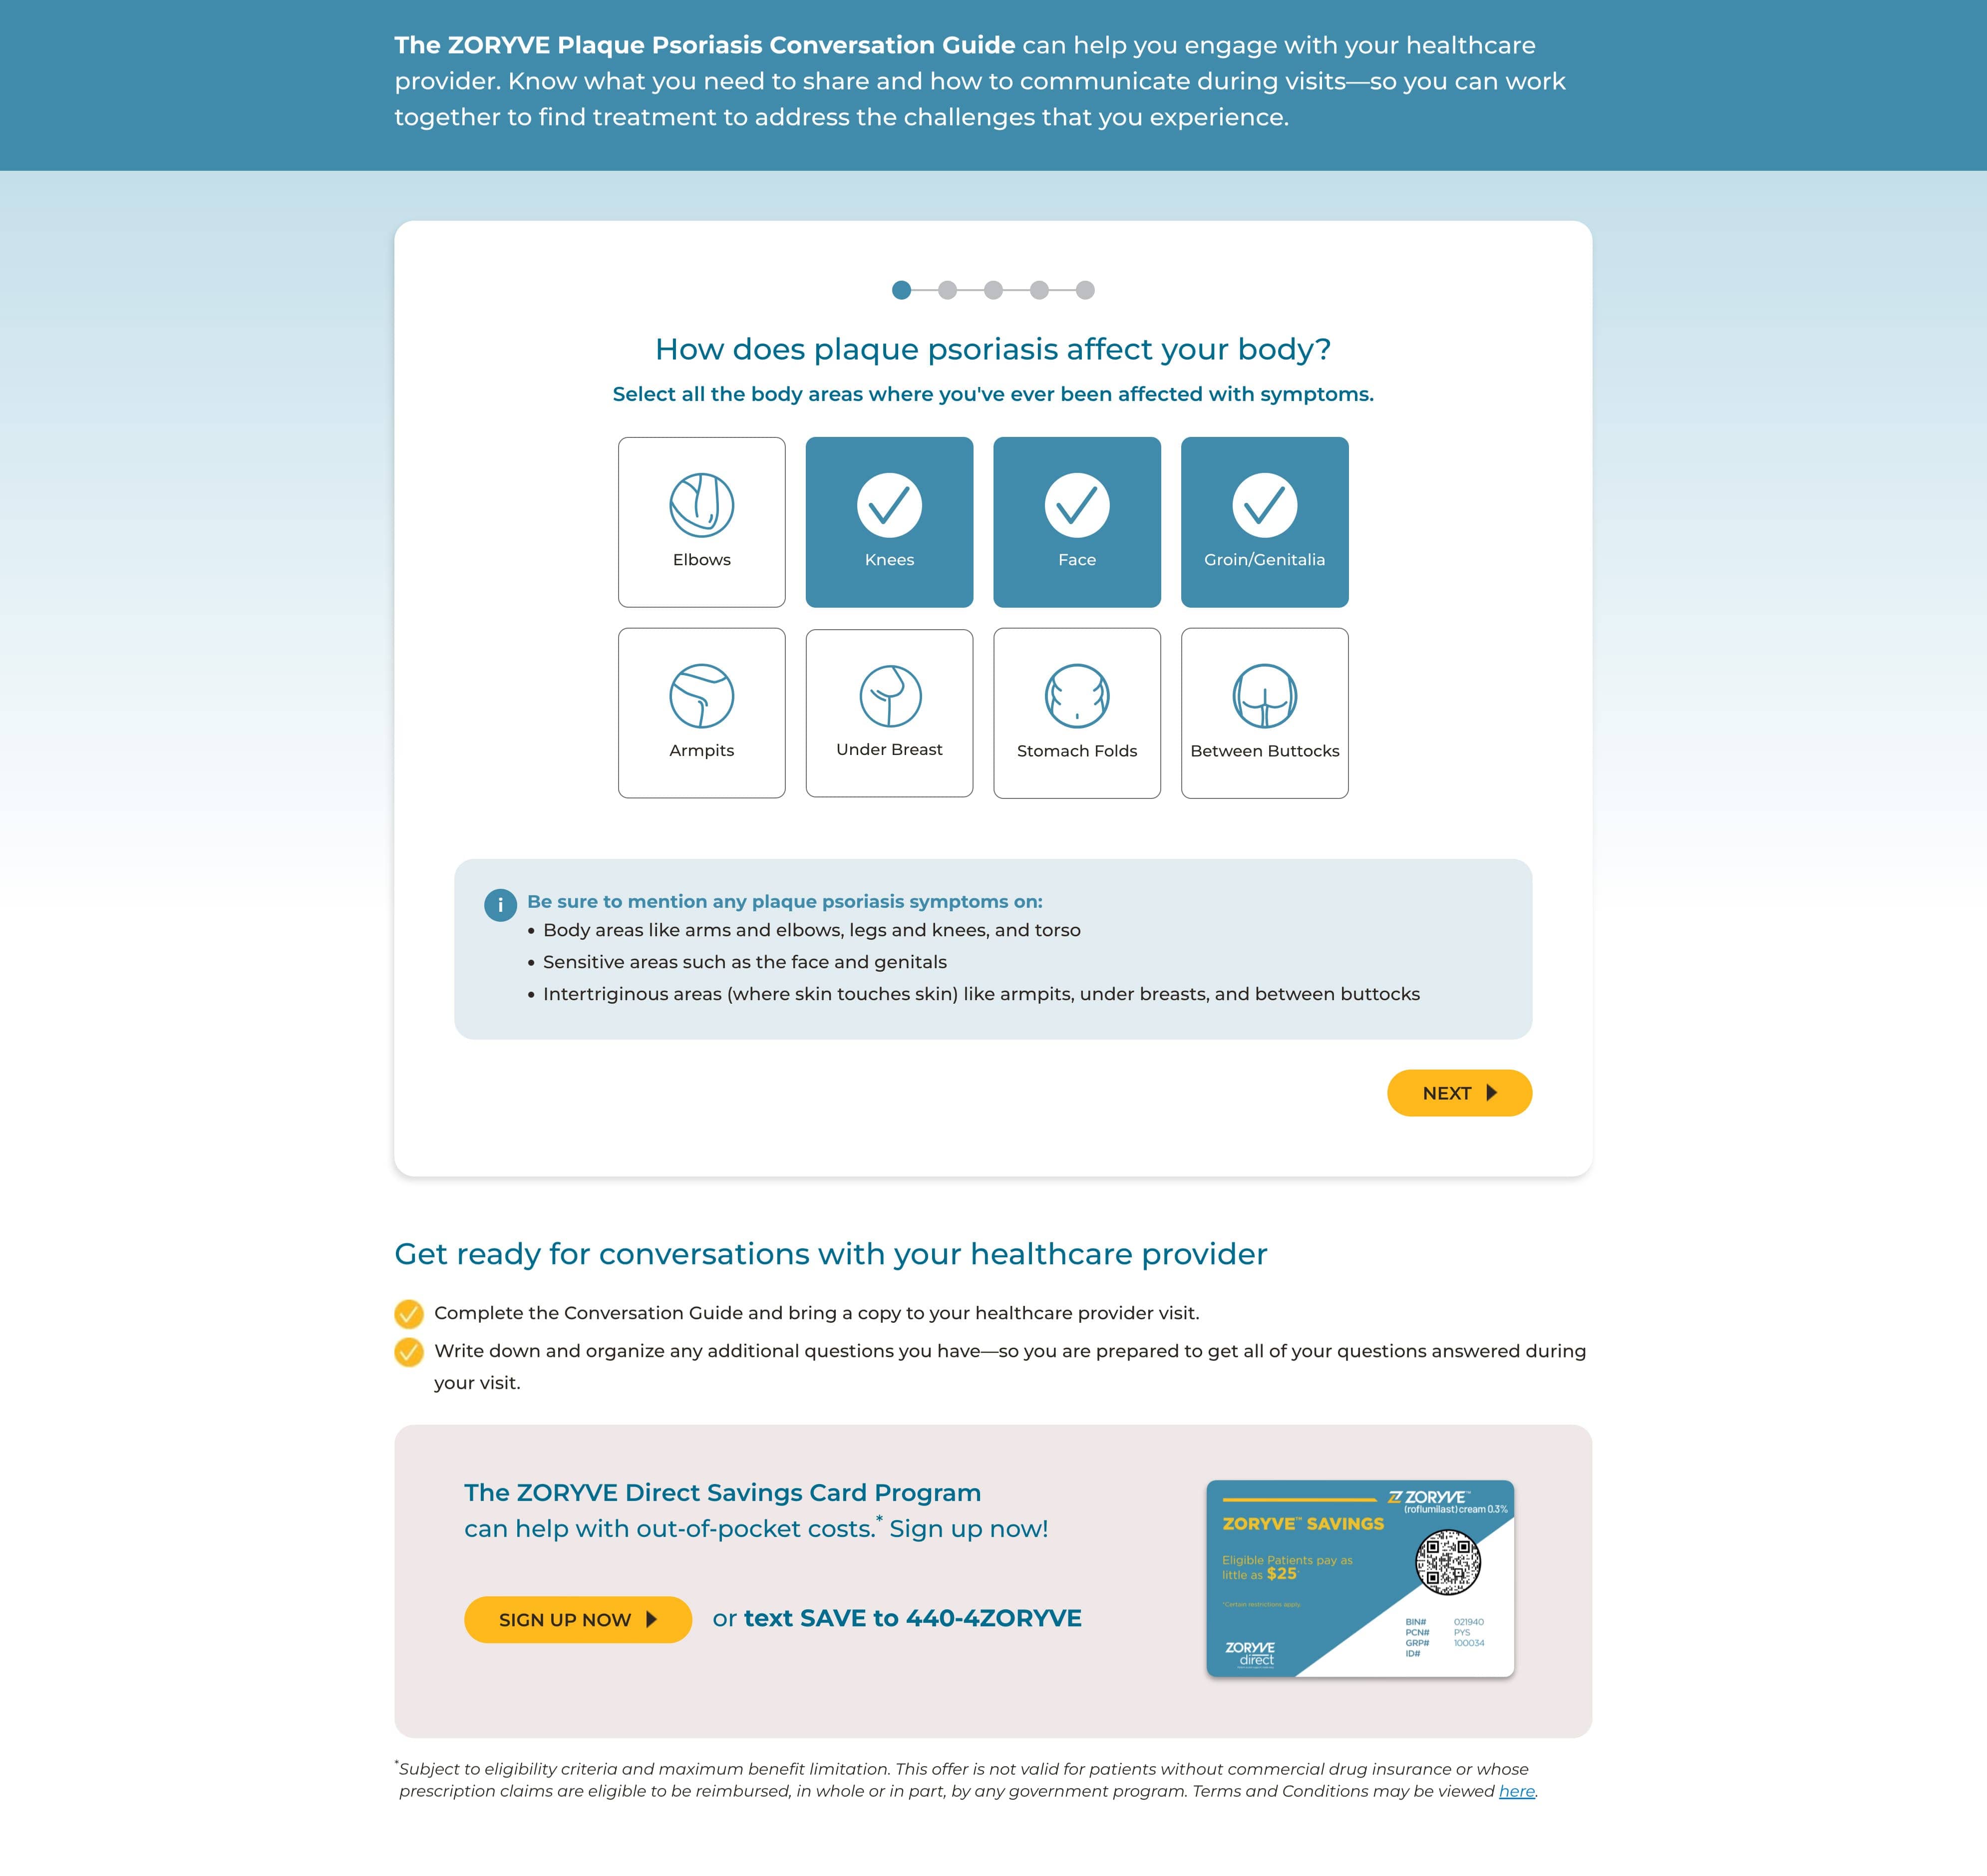 The ZORYVE Plaque Psoriasis Conversation Guide can help you engage with your healthcare
provider. Know what you need to share and how to communicate during visits—so you can work
together to find treatment to address the challenges that you experience.
How does plaque psoriasis affect your body?
Select all the body areas where you've ever been affected with symptoms.
Elbows
Knees
Face
Groin/Genitalia
Armpits
Under Breast
Stomach Folds
Between Buttocks
i
Be sure to mention any plaque psoriasis symptoms on:
• Body areas like arms and elbows, legs and knees, and torso
• Sensitive areas such as the face and genitals
• Intertriginous areas (where skin touches skin) like armpits, under breasts, and between buttocks
NEXT
Get ready for conversations with your healthcare provider
Complete the Conversation Guide and bring a copy to your healthcare provider visit.
Write down and organize any additional questions you have—so you are prepared to get all of your questions answered during
your visit.
The ZORYVE Direct Savings Card Program
can help with out-of-pocket costs.* Sign up now!
SIGN UP NOW
or text SAVE to 440-4ZORYVE
ZORYVE™
(roflumilast) cream 0.3%
ZORYVE™ SAVINGS
Eligible Patients pay as
little as $25
*Certain restrictions apply.
BIN# 021940
PCN# PYS
GRP# 100034
ID#
ZORYVE
direct
*Subject to eligibility criteria and maximum benefit limitation. This offer is not valid for patients without commercial drug insurance or whose
prescription claims are eligible to be reimbursed, in whole or in part, by any government program. Terms and Conditions may be viewed here.